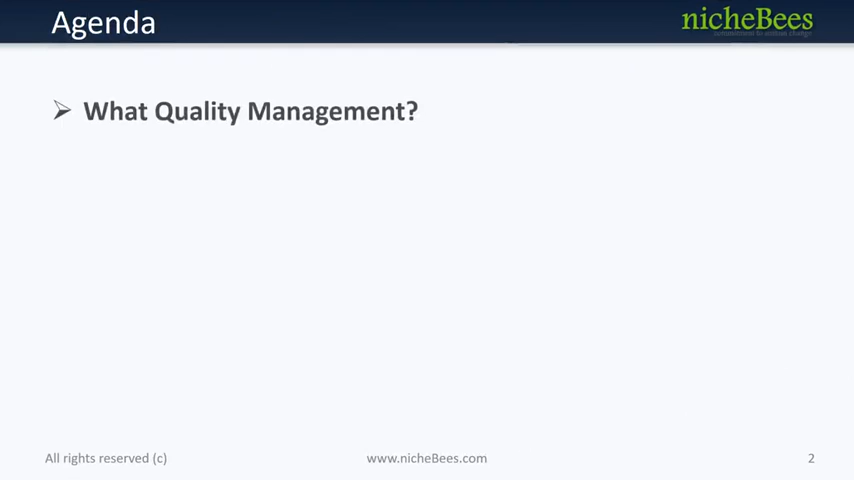 Agenda
nicheBees
What Quality Management?
All rights reserved (c)
www.nicheBees.com
2